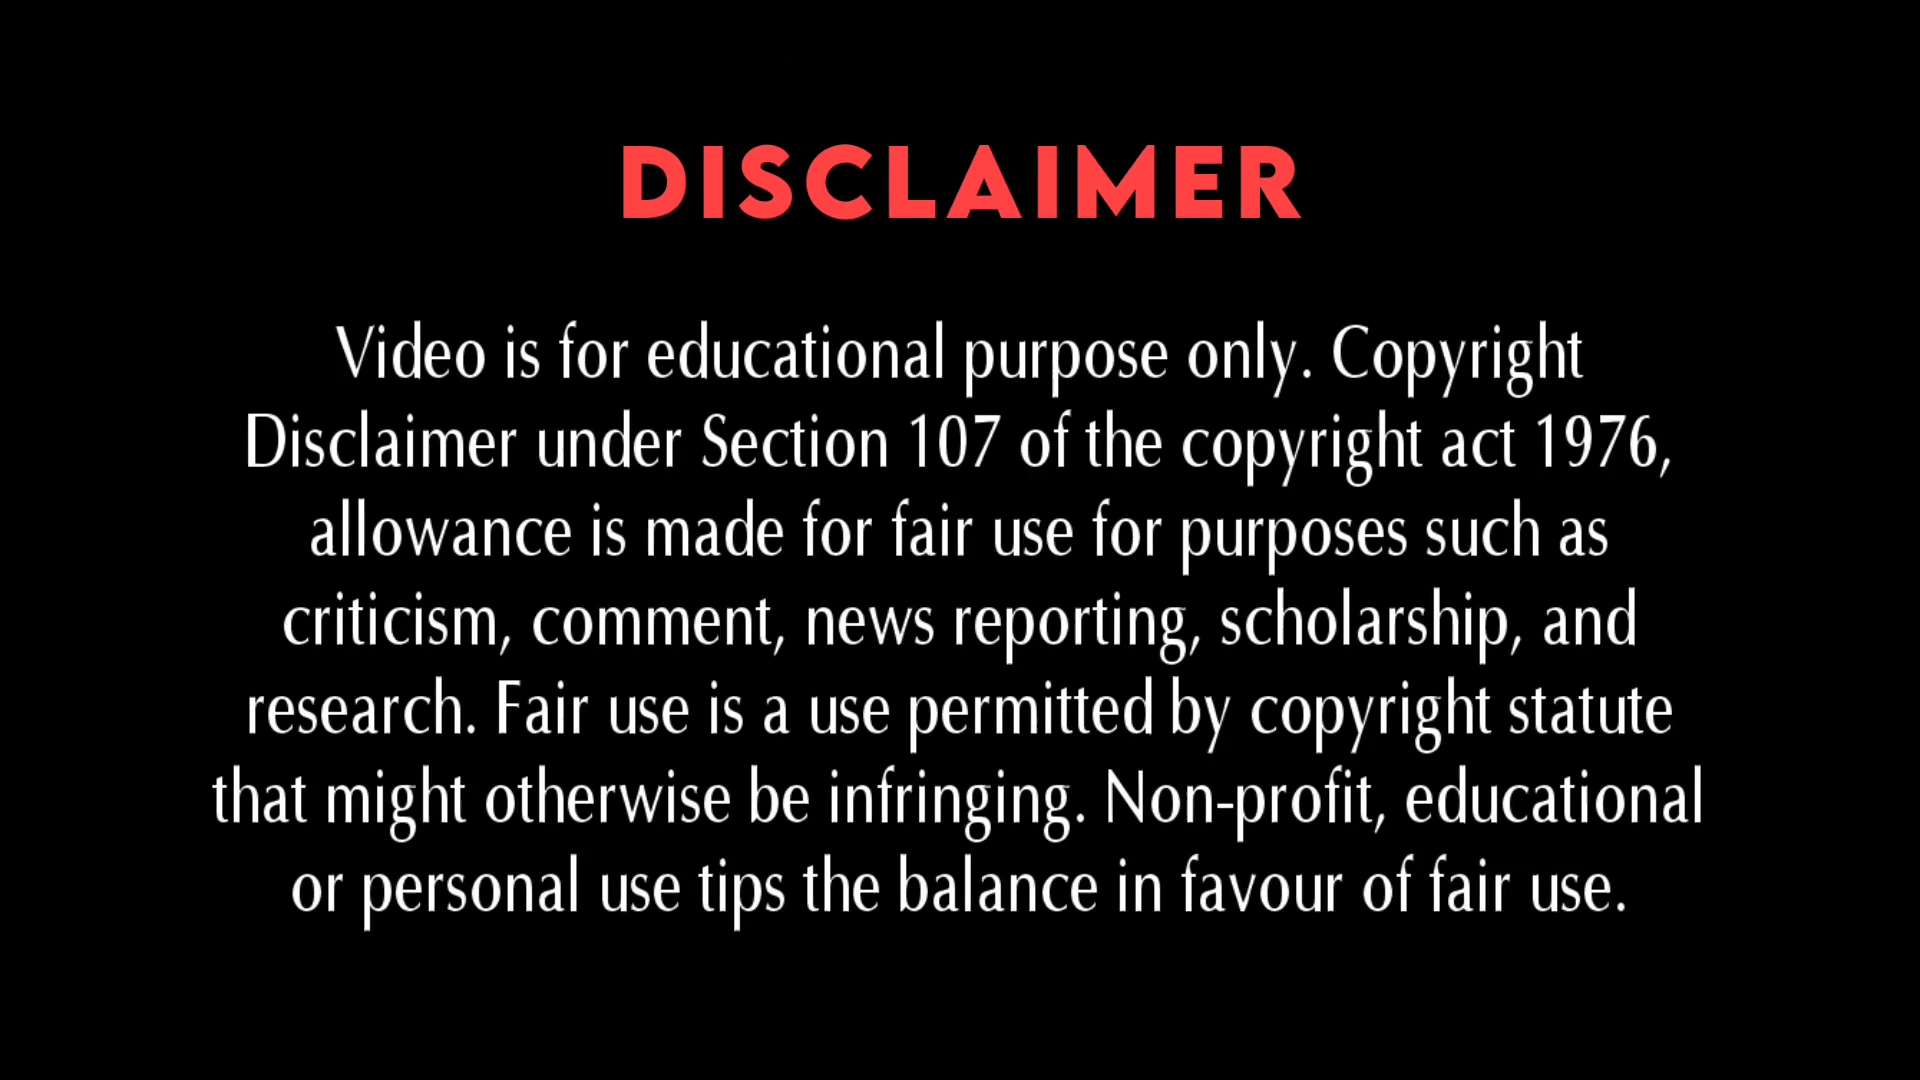 DISCLAIMER
Video is for educational purpose only. Copyright
Disclaimer under Section 107 of the copyright act 1976,
allowance is made for fair use for purposes such as
criticism, comment, news reporting, scholarship, and
research. Fair use is a use permitted by copyright statute
that might otherwise be infringing. Non-profit, educational
or personal use tips the balance in favour of fair use.